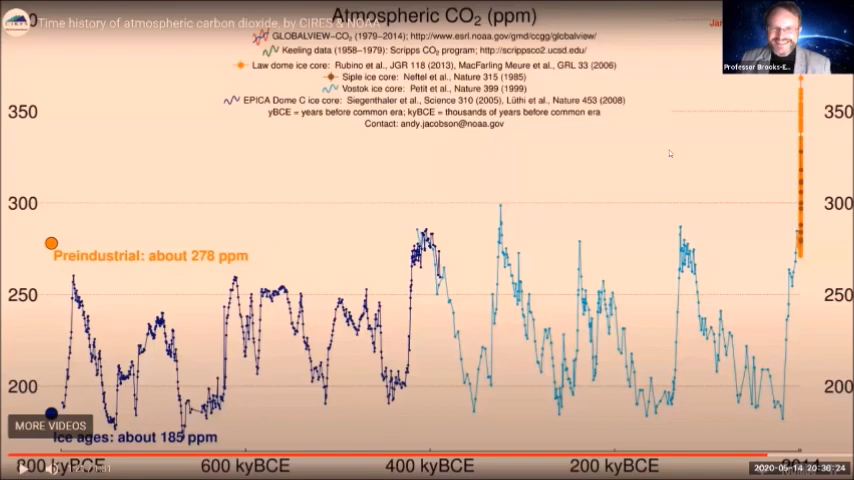 Time history of atmospheric carbon dioxide, by CIRES & NOAA
Atmospheric CO₂ (ppm)
GLOBALVIEW-CO₂ (1979-2014); http://www.esrl.noaa.gov/gmd/ccgg/globalview/
Keeling data (1958-1979): Scripps CO₂ program; http://scrippsco2.ucsd.edu/
Law dome ice core: Rubino et al., JGR 118 (2013), MacFarling Meure et al., GRL 33 (2006)
Siple ice core: Neftel et al., Nature 315 (1985)
Vostok ice core: Petit et al., Nature 399 (1999)
EPICA Dome C ice core: Siegenthaler et al., Science 310 (2005), Lüthi et al., Nature 453 (2008)
yBCE = years before common era; kyBCE = thousands of years before common era
Contact: andy.jacobson@noaa.gov
Professor Brooks-E...
350
350
300
300
Preindustrial: about 278 ppm
250
250
200
200
MORE VIDEOS
Ice ages: about 185 ppm
800 kyBCE
600 kyBCE
400 kyBCE
200 kyBCE
2014
2020-05-14 20:36:24